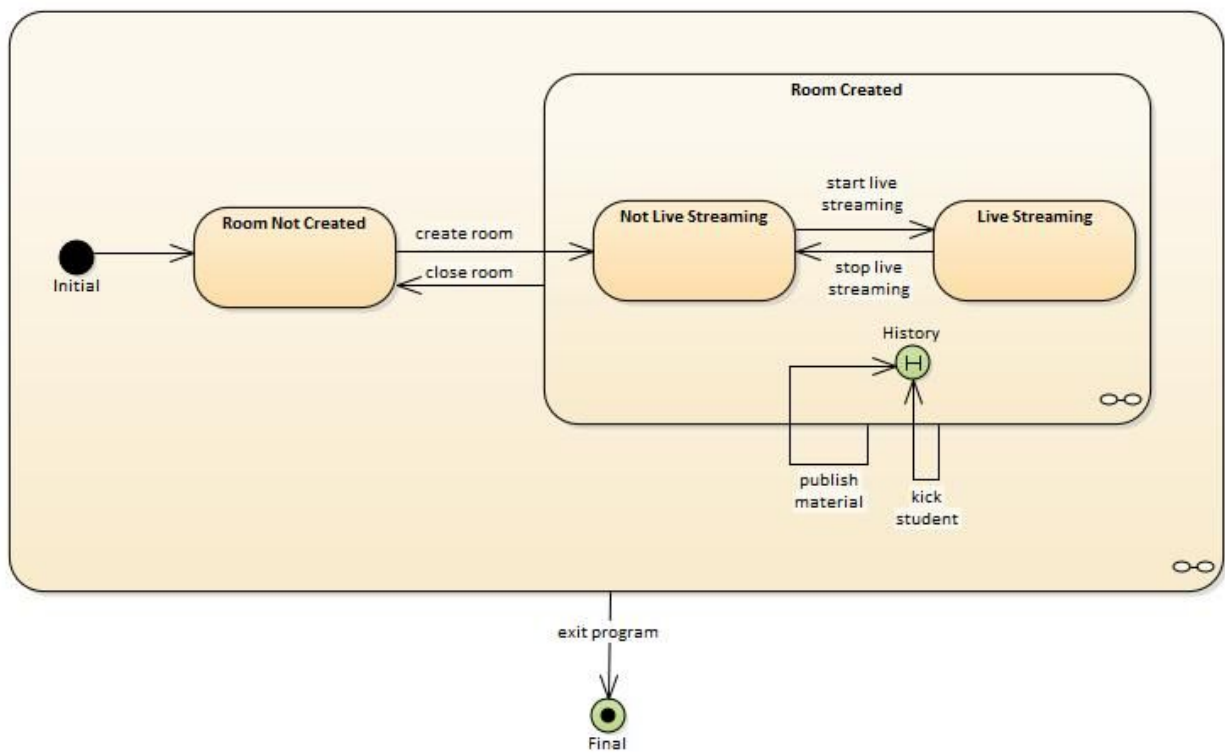 Room Created
start live
streaming
Room Not Created
Not Live Streaming
Live Streaming
create room
close room
stop live
streaming
Initial
History
H
publish
material
kick
student
exit program
Final